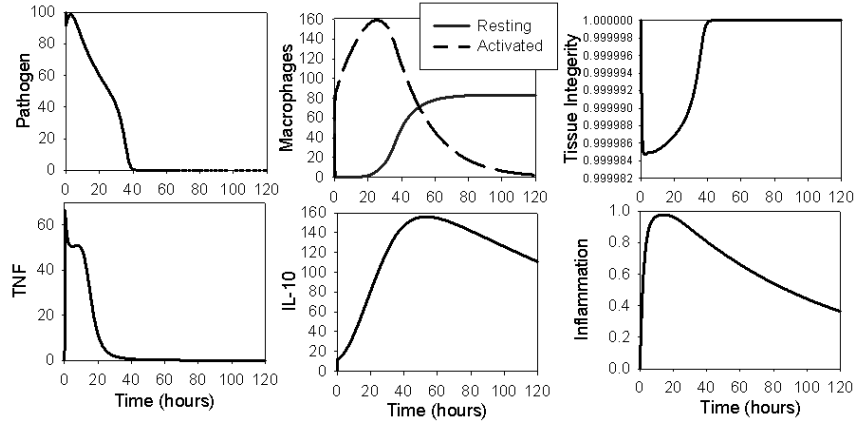 100
80
60
40
20
0
Pathogen
0 20 40 60 80 100 120
160
140
120
100
80
60
40
20
0
Macrophages
Resting
Activated
0 20 40 60 80 100 120
1.000000
0.999998
0.999996
0.999994
0.999992
0.999990
0.999988
0.999986
0.999984
0.999982
Tissue Integerity
0 20 40 60 80 100 120
60
40
20
0
TNF
0 20 40 60 80 100 120
Time (hours)
160
140
120
100
80
60
40
20
0
IL-10
0 20 40 60 80 100 120
Time (hours)
1.0
0.8
0.6
0.4
0.2
0.0
Inflammation
0 20 40 60 80 100 120
Time (hours)